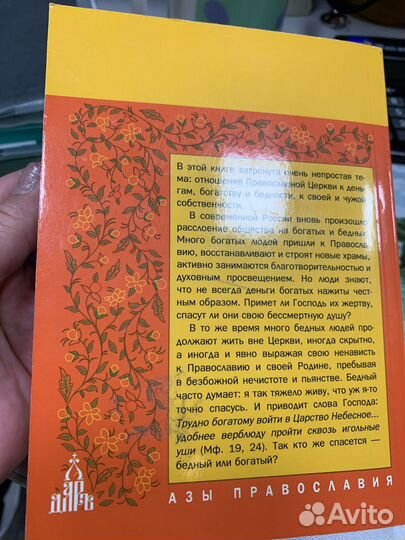 В этой книге затронута очень непростая те-
ма: отношение Православной Церкви к день-
гам, богатству и бедности, к своей и чужой
собственности.
В современной России вновь произошло
расслоение общества на богатых и бедных.
Много богатых людей пришли к Правосла-
вию, восстанавливают и строят новые храмы,
активно занимаются благотворительностью и
духовным просвещением. Но люди знают,
что не всегда деньги богатых нажиты чест-
ным образом. Примет ли Господь их жертву,
спасут ли они свою бессмертную душу?
В то же время много бедных людей про-
должают жить вне Церкви, иногда скрытно,
а иногда и явно выражая свою ненависть
к Православию и своей Родине, пребывая
в безбожной нечистоте и пьянстве. Бедный
часто думает: я так тяжело живу, что уж я-то
точно спасусь. И приводит слова Господа:
Трудно богатому войти в Царство Небесное...
удобнее верблюду пройти сквозь игольные
уши (Мф. 19, 24). Так кто же спасется —
бедный или богатый?
ДАРЪ
АЗЫ ПРАВОСЛАВИЯ
Avito